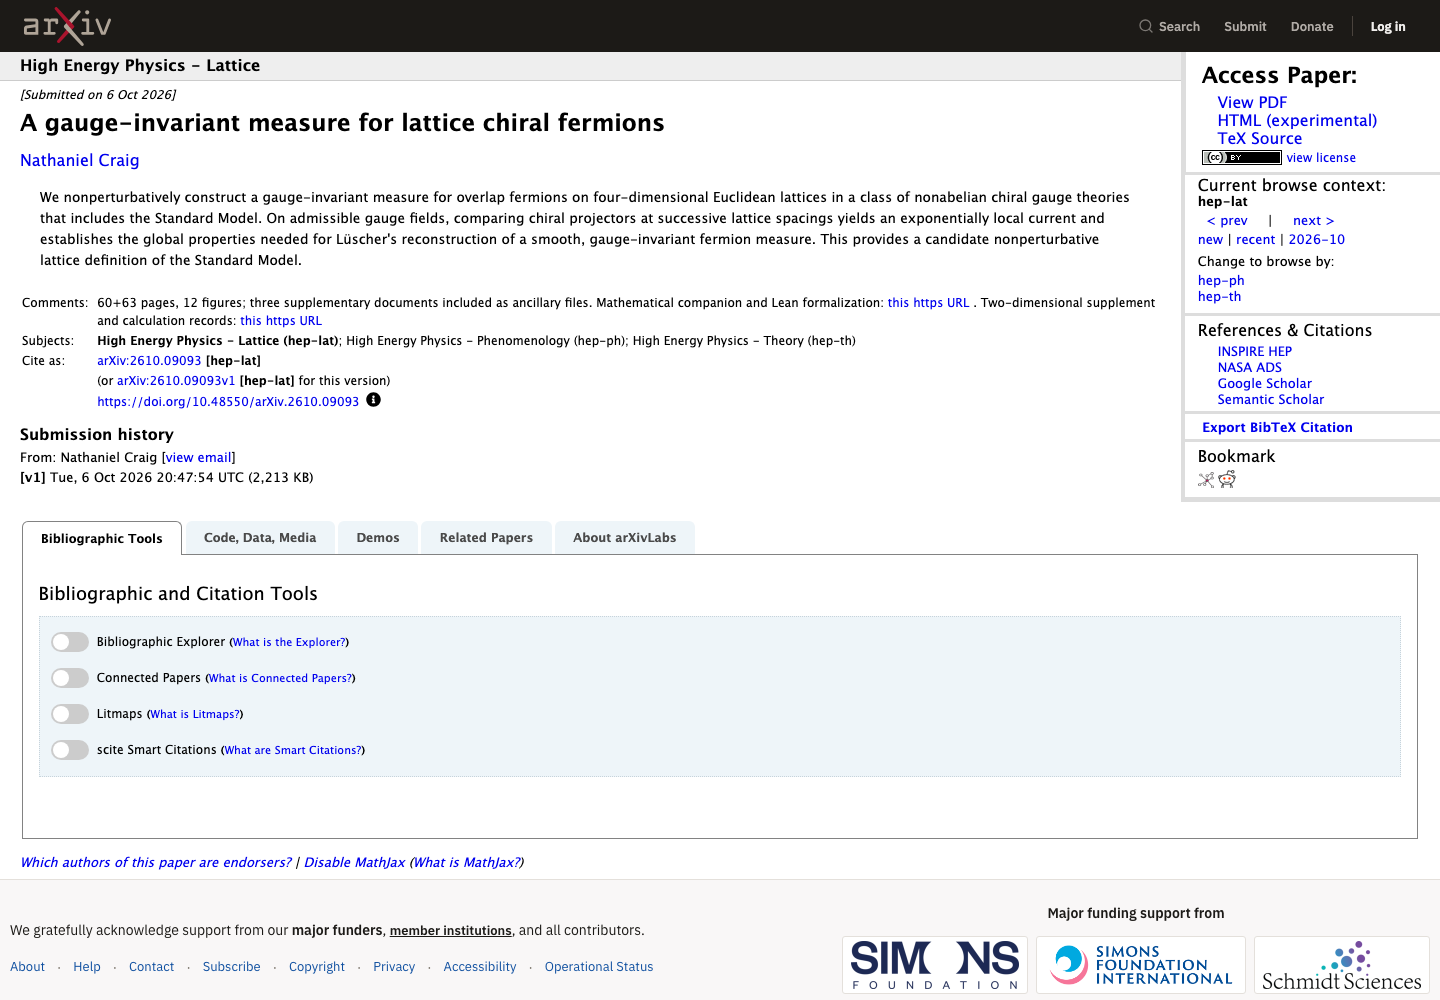 arXiv
Search
Submit
Donate
Log in
High Energy Physics – Lattice
[Submitted on 6 Oct 2026]
A gauge-invariant measure for lattice chiral fermions
Nathaniel Craig
We nonperturbatively construct a gauge-invariant measure for overlap fermions on four-dimensional Euclidean lattices in a class of nonabelian chiral gauge theories
that includes the Standard Model. On admissible gauge fields, comparing chiral projectors at successive lattice spacings yields an exponentially local current and
establishes the global properties needed for Lüscher's reconstruction of a smooth, gauge-invariant fermion measure. This provides a candidate nonperturbative
lattice definition of the Standard Model.
Comments: 60+63 pages, 12 figures; three supplementary documents included as ancillary files. Mathematical companion and Lean formalization: this https URL . Two-dimensional supplement
and calculation records: this https URL
Subjects: High Energy Physics – Lattice (hep-lat); High Energy Physics – Phenomenology (hep-ph); High Energy Physics – Theory (hep-th)
Cite as: arXiv:2610.09093 [hep-lat]
(or arXiv:2610.09093v1 [hep-lat] for this version)
https://doi.org/10.48550/arXiv.2610.09093
Submission history
From: Nathaniel Craig [view email]
[v1] Tue, 6 Oct 2026 20:47:54 UTC (2,213 KB)
Access Paper:
View PDF
HTML (experimental)
TeX Source
(cc) BY view license
Current browse context:
hep-lat
< prev | next >
new | recent | 2026-10
Change to browse by:
hep-ph
hep-th
References & Citations
INSPIRE HEP
NASA ADS
Google Scholar
Semantic Scholar
Export BibTeX Citation
Bookmark
Bibliographic Tools
Code, Data, Media
Demos
Related Papers
About arXivLabs
Bibliographic and Citation Tools
Bibliographic Explorer (What is the Explorer?)
Connected Papers (What is Connected Papers?)
Litmaps (What is Litmaps?)
scite Smart Citations (What are Smart Citations?)
Which authors of this paper are endorsers? | Disable MathJax (What is MathJax?)
We gratefully acknowledge support from our major funders, member institutions, and all contributors.
About · Help · Contact · Subscribe · Copyright · Privacy · Accessibility · Operational Status
Major funding support from
SIMONS
FOUNDATION
SIMONS
FOUNDATION
INTERNATIONAL
Schmidt Sciences